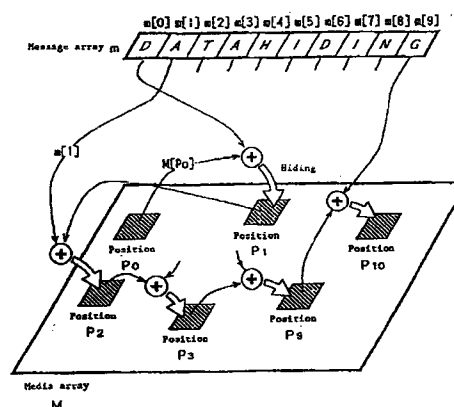 m[0] m[1] m[2] m[3] m[4] m[5] m[6] m[7] m[8] m[9]
Message array m D A T A H I D I N G
m[1]
M[P0]
Hiding
Position P0
Position P1
Position P10
Position P2
Position P3
Position P9
Media array
M